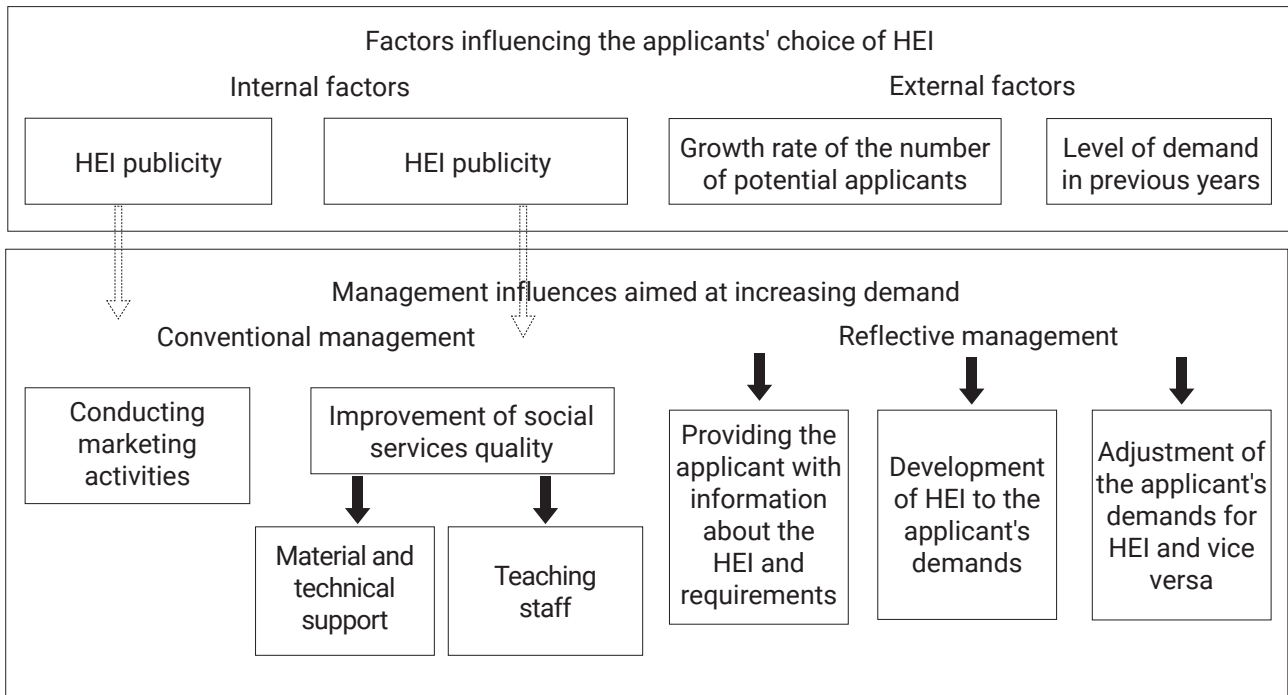 Factors influencing the applicants' choice of HEI
Internal factors
External factors
HEI publicity
HEI publicity
Growth rate of the number
of potential applicants
Level of demand
in previous years
Management influences aimed at increasing demand
Conventional management
Reflective management
Conducting
marketing
activities
Improvement of social
services quality
Material and
technical
support
Teaching
staff
Providing the
applicant with
information
about the
HEI and
requirements
Development
of HEI to the
applicant's
demands
Adjustment of
the applicant's
demands for
HEI and vice
versa